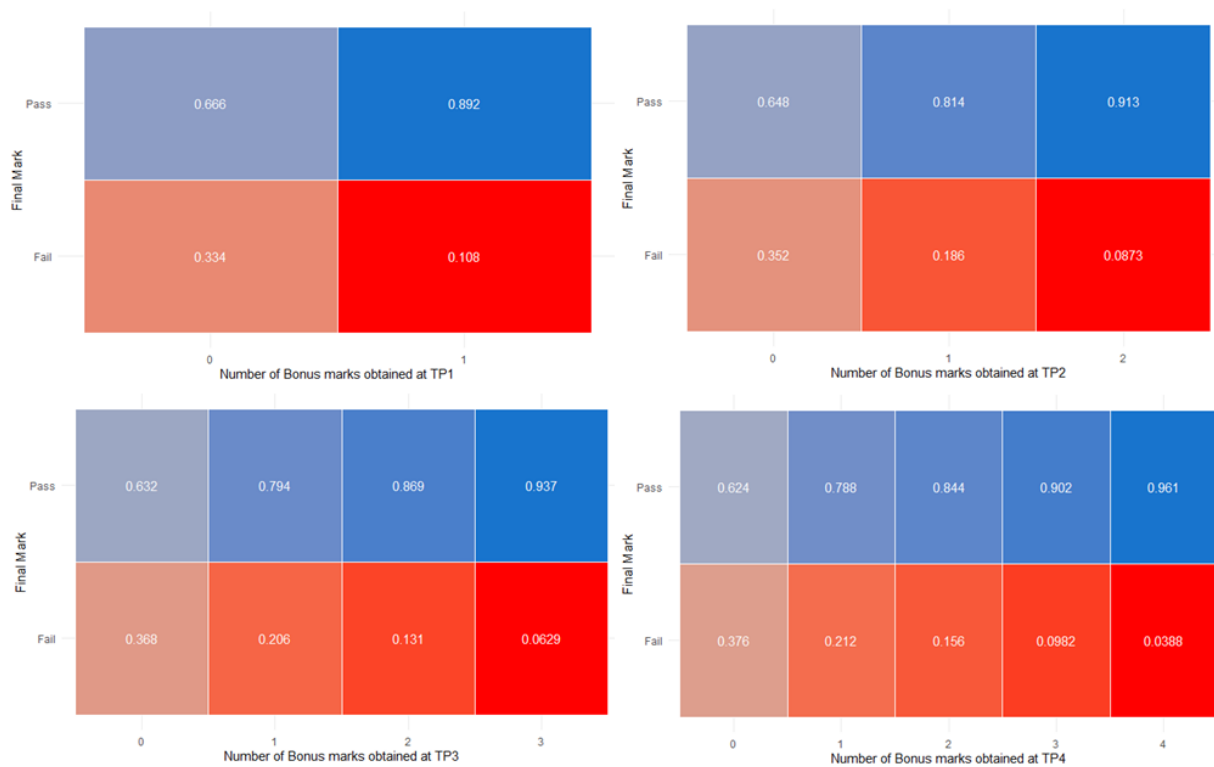 Pass
0.666
0.892
Final Mark
Fail
0.334
0.108
0
1
Number of Bonus marks obtained at TP1
Pass
0.648
0.814
0.913
Final Mark
Fail
0.352
0.186
0.0873
0
1
2
Number of Bonus marks obtained at TP2
Pass
0.632
0.794
0.869
0.937
Final Mark
Fail
0.368
0.206
0.131
0.0629
0
1
2
3
Number of Bonus marks obtained at TP3
Pass
0.624
0.788
0.844
0.902
0.961
Final Mark
Fail
0.376
0.212
0.156
0.0982
0.0388
0
1
2
3
4
Number of Bonus marks obtained at TP4